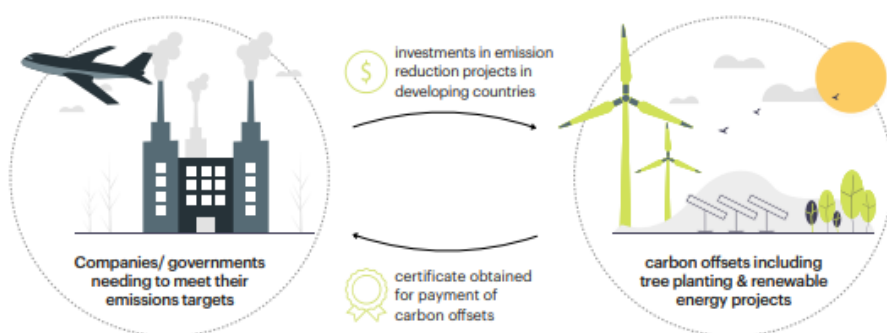 $
investments in emission
reduction projects in
developing countries
Companies/ governments
needing to meet their
emissions targets
certificate obtained
for payment of
carbon offsets
carbon offsets including
tree planting & renewable
energy projects